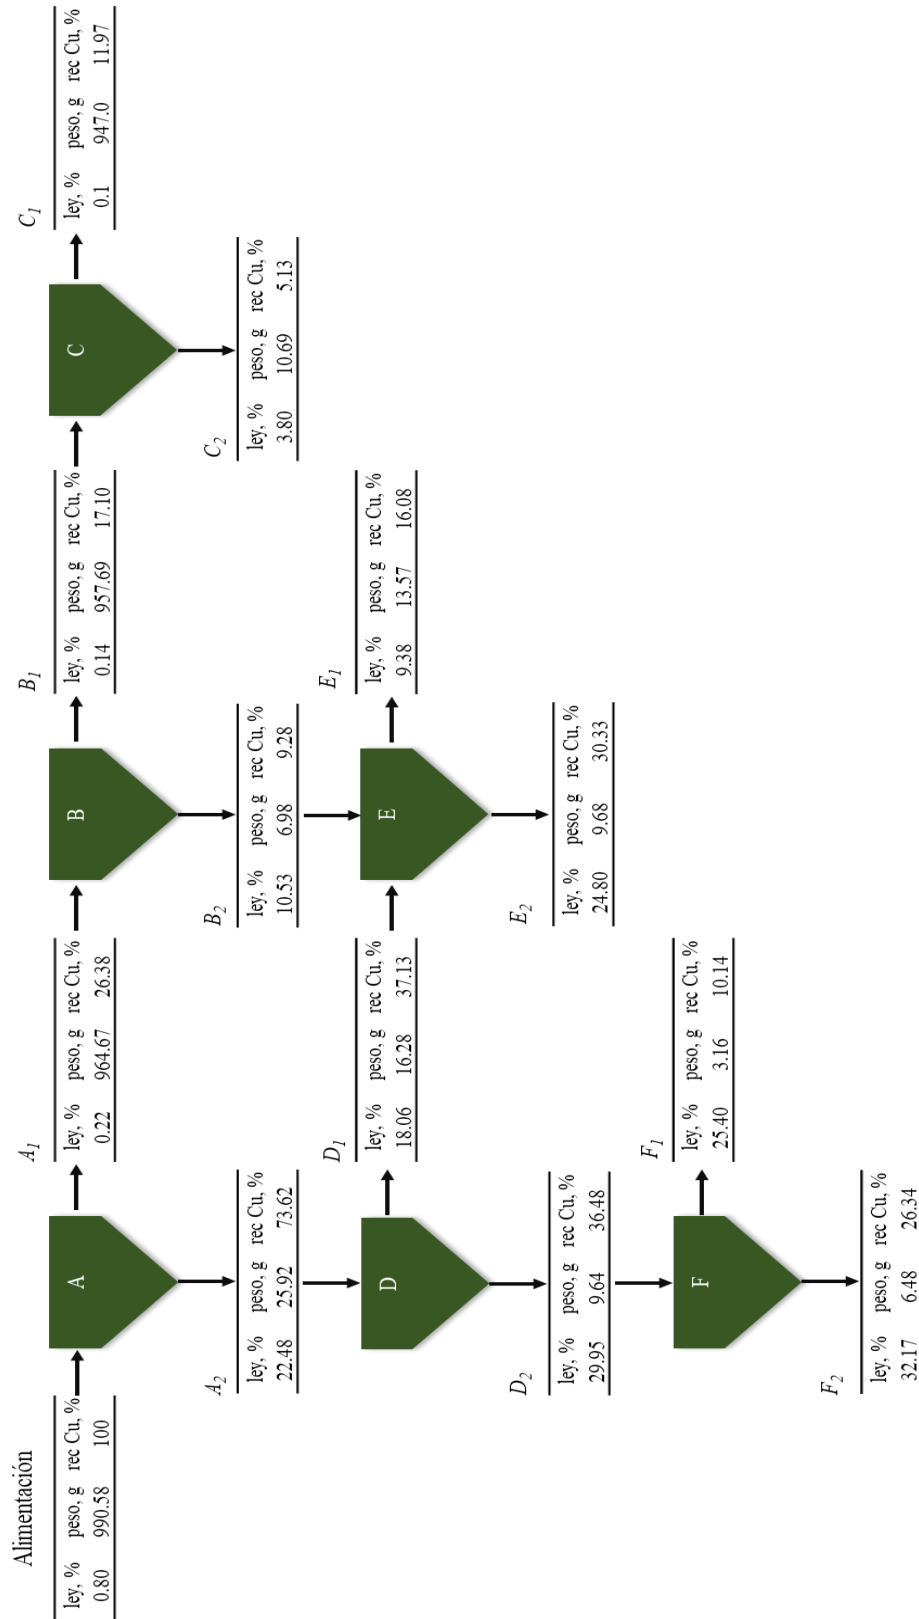 Alimentación
ley, % peso, g rec Cu, %
0.80 990.58 100
A
A1
ley, % peso, g rec Cu, %
0.22 964.67 26.38
B
B1
ley, % peso, g rec Cu, %
0.14 957.69 17.10
C
C1
ley, % peso, g rec Cu, %
0.1 947.0 11.97
A2
ley, % peso, g rec Cu, %
22.48 25.92 73.62
B2
ley, % peso, g rec Cu, %
10.53 6.98 9.28
C2
ley, % peso, g rec Cu, %
3.80 10.69 5.13
D
D1
ley, % peso, g rec Cu, %
18.06 16.28 37.13
E
E1
ley, % peso, g rec Cu, %
9.38 13.57 16.08
D2
ley, % peso, g rec Cu, %
29.95 9.64 36.48
E2
ley, % peso, g rec Cu, %
24.80 9.68 30.33
F
F1
ley, % peso, g rec Cu, %
25.40 3.16 10.14
F2
ley, % peso, g rec Cu, %
32.17 6.48 26.34